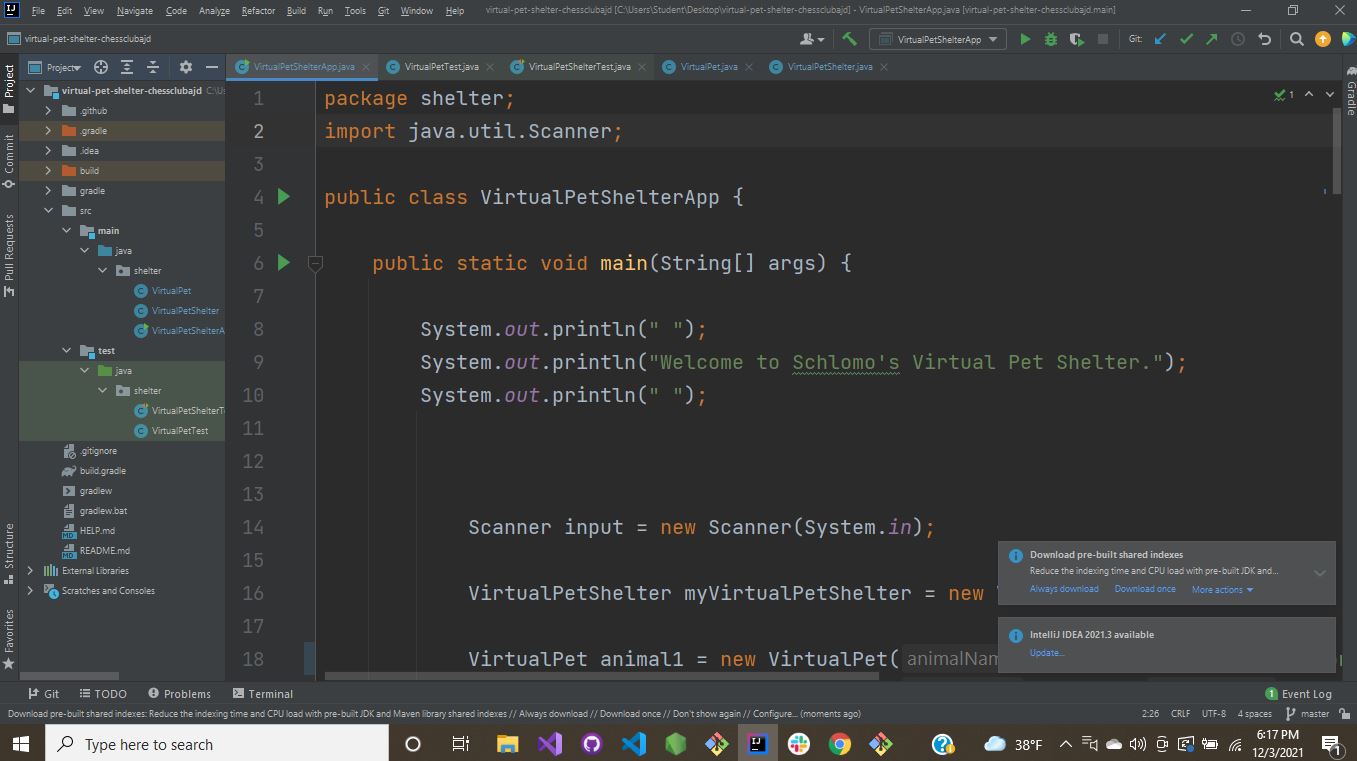 File Edit View Navigate Code Analyze Refactor Build Run Tools Git Window Help virtual-pet-shelter-chessclubajd [C:\Users\Student\Desktop\virtual-pet-shelter-chessclubajd] - VirtualPetShelterApp.java [virtual-pet-shelter-chessclubajd.main]
virtual-pet-shelter-chessclubajd VirtualPetShelterApp Git:
Project VirtualPetShelterApp.java VirtualPetTest.java VirtualPetShelterTest.java VirtualPet.java VirtualPetShelter.java
Project
Commit
Pull Requests
Structure
Favorites
virtual-pet-shelter-chessclubajd C:\Us
.github
.gradle
.idea
build
gradle
src
main
java
shelter
VirtualPet
VirtualPetShelter
VirtualPetShelterA
test
java
shelter
VirtualPetShelterT
VirtualPetTest
.gitignore
build.gradle
gradlew
gradlew.bat
HELP.md
README.md
External Libraries
Scratches and Consoles
1 package shelter;
2 import java.util.Scanner;
3
4 public class VirtualPetShelterApp {
5
6 public static void main(String[] args) {
7
8 System.out.println(" ");
9 System.out.println("Welcome to Schlomo's Virtual Pet Shelter.");
10 System.out.println(" ");
11
12
13
14 Scanner input = new Scanner(System.in);
15
16 VirtualPetShelter myVirtualPetShelter = new
17
18 VirtualPet animal1 = new VirtualPet( animalNam
1
Gradle
Download pre-built shared indexes
Reduce the indexing time and CPU load with pre-built JDK and...
Always download Download once More actions
IntelliJ IDEA 2021.3 available
Update...
Git TODO Problems Terminal 1 Event Log
Download pre-built shared indexes: Reduce the indexing time and CPU load with pre-built JDK and Maven library shared indexes // Always download // Download once // Don't show again // Configure... (moments ago) 2:26 CRLF UTF-8 4 spaces master
Type here to search 38°F 6:17 PM
12/3/2021 1